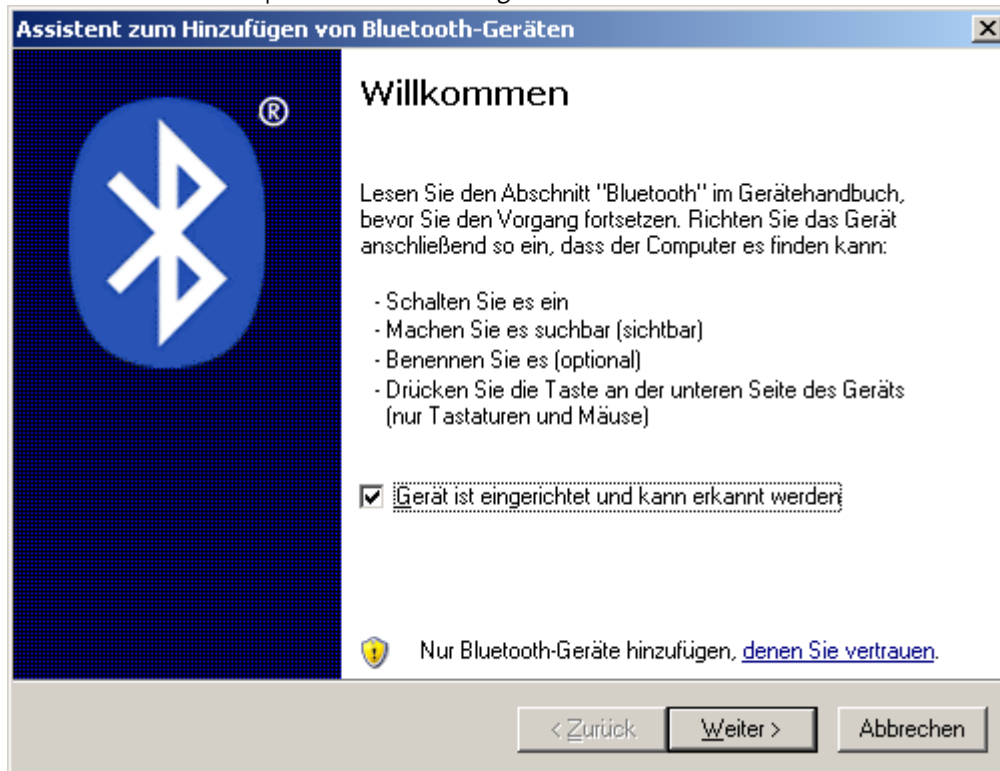 Assistent zum Hinzufügen von Bluetooth-Geräten
®
Willkommen
Lesen Sie den Abschnitt "Bluetooth" im Gerätehandbuch,
bevor Sie den Vorgang fortsetzen. Richten Sie das Gerät
anschließend so ein, dass der Computer es finden kann:
- Schalten Sie es ein
- Machen Sie es suchbar (sichtbar)
- Benennen Sie es (optional)
- Drücken Sie die Taste an der unteren Seite des Geräts
(nur Tastaturen und Mäuse)
Gerät ist eingerichtet und kann erkannt werden
Nur Bluetooth-Geräte hinzufügen, denen Sie vertrauen.
< Zurück Weiter > Abbrechen